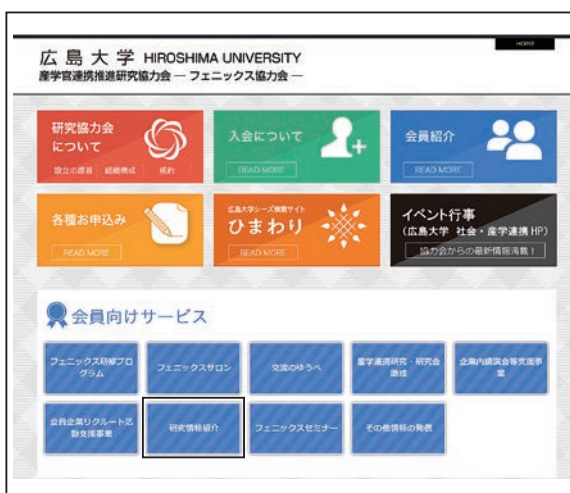 HOME
広島大学 HIROSHIMA UNIVERSITY
産学官連携推進研究協力会 ― フェニックス協力会 ―
研究協力会
について
設立の趣旨 組織構成 規約
入会について
READ MORE
会員紹介
READ MORE
各種お申込み
READ MORE
広島大学シーズ検索サイト
ひまわり
READ MORE
イベント行事
(広島大学 社会・産学連携 HP)
協力会からの最新情報満載!
会員向けサービス
フェニックス研修プロ
グラム
フェニックスサロン
交流のゆうべ
産学連携研究・研究会
助成
企業内講演会等支援事
業
会員企業リクルート活
動支援事業
研究情報紹介
フェニックスセミナー
その他情報の発信